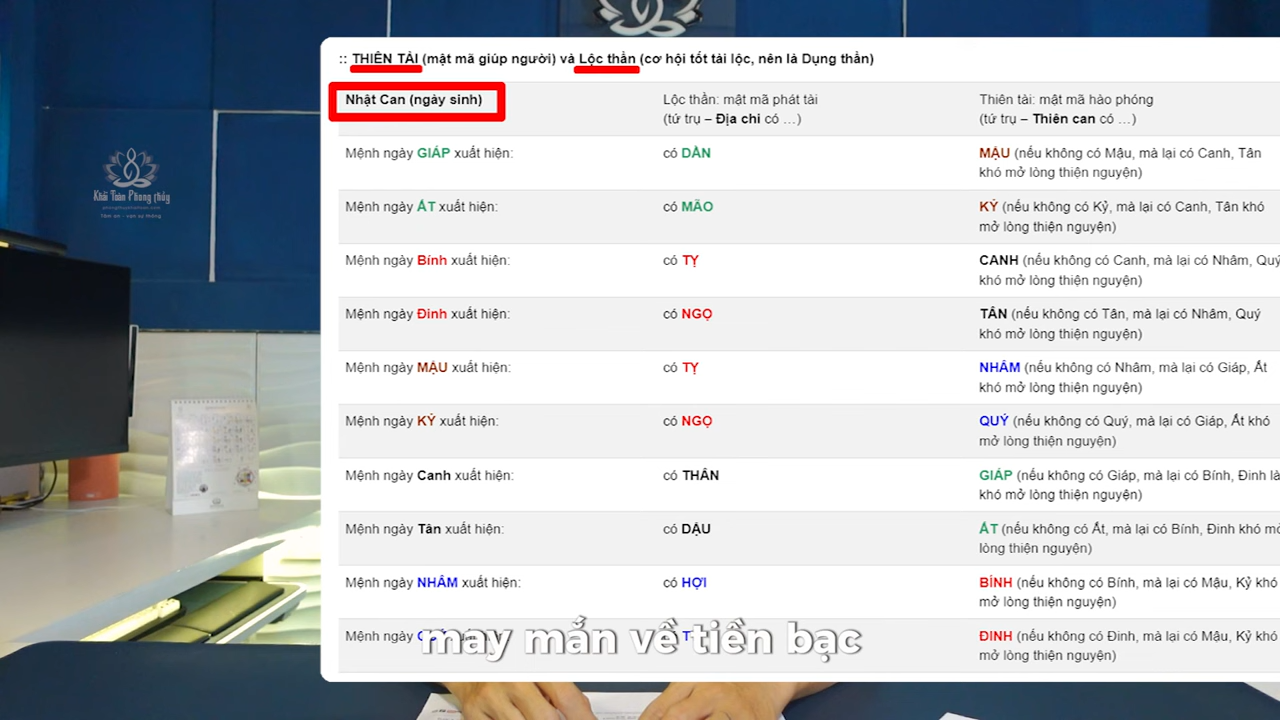 :: THIÊN TÀI (mật mã giúp người) và Lộc thần (cơ hội tốt tài lộc, nên là Dụng thần)
Nhật Can (ngày sinh)
Lộc thần: mật mã phát tài
(tứ trụ – Địa chi có ...)
Thiên tài: mật mã hào phóng
(tứ trụ – Thiên can có ...)
Mệnh ngày GIÁP xuất hiện:
có DẦN
MẬU (nếu không có Mậu, mà lại có Canh, Tân
khó mở lòng thiện nguyện)
Mệnh ngày ẤT xuất hiện:
có MÃO
KỶ (nếu không có Kỷ, mà lại có Canh, Tân khó
mở lòng thiện nguyện)
Mệnh ngày Bính xuất hiện:
có TỴ
CANH (nếu không có Canh, mà lại có Nhâm, Quý
khó mở lòng thiện nguyện)
Mệnh ngày Đinh xuất hiện:
có NGỌ
TÂN (nếu không có Tân, mà lại có Nhâm, Quý
khó mở lòng thiện nguyện)
Mệnh ngày MẬU xuất hiện:
có TỴ
NHÂM (nếu không có Nhâm, mà lại có Giáp, Ất
khó mở lòng thiện nguyện)
Mệnh ngày KỶ xuất hiện:
có NGỌ
QUÝ (nếu không có Quý, mà lại có Giáp, Ất khó
mở lòng thiện nguyện)
Mệnh ngày Canh xuất hiện:
có THÂN
GIÁP (nếu không có Giáp, mà lại có Bính, Đinh là
khó mở lòng thiện nguyện)
Mệnh ngày Tân xuất hiện:
có DẬU
ẤT (nếu không có Ất, mà lại có Bính, Đinh khó mở
lòng thiện nguyện)
Mệnh ngày NHÂM xuất hiện:
có HỢI
BÍNH (nếu không có Bính, mà lại có Mậu, Kỷ khó
mở lòng thiện nguyện)
Mệnh ngày
ĐINH (nếu không có Đinh, mà lại có Mậu, Kỷ khó
mở lòng thiện nguyện)
may mắn về tiền bạc
Khải Toàn Phong thủy
Tâm an - vạn sự thông